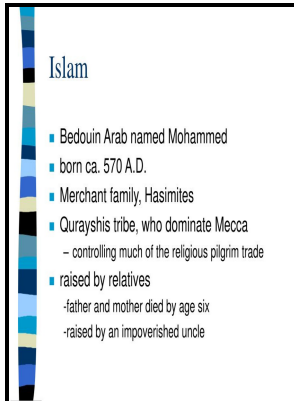 Islam
Bedouin Arab named Mohammed
born ca. 570 A.D.
Merchant family, Hasimites
Qurayshis tribe, who dominate Mecca
– controlling much of the religious pilgrim trade
raised by relatives
-father and mother died by age six
-raised by an impoverished uncle